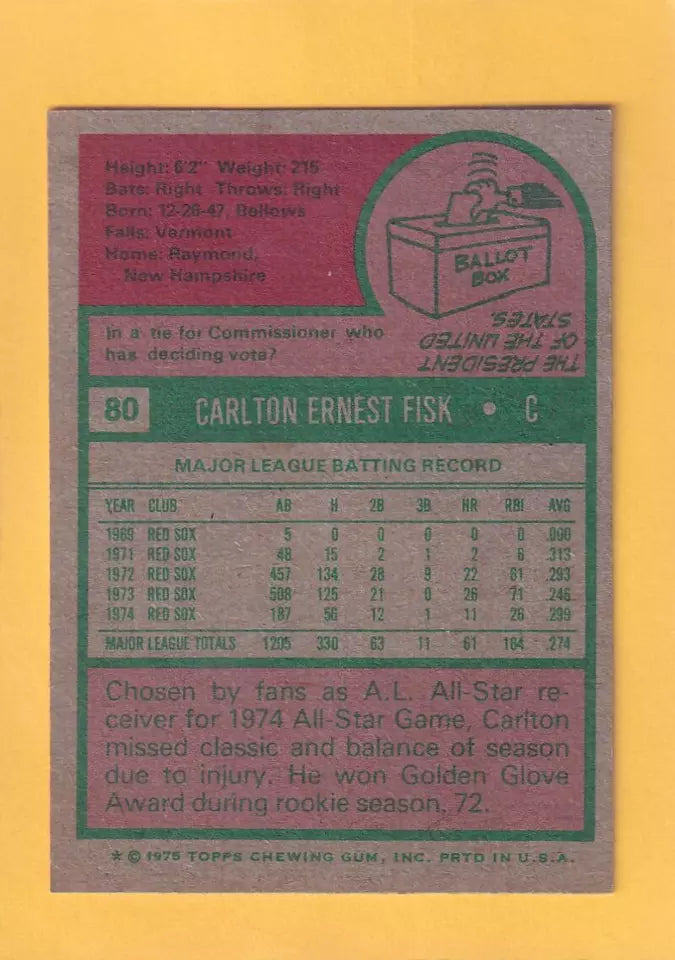 Height: 6'2" Weight: 215
Bats: Right Throws: Right
Born: 12-26-47, Bellows
Falls, Vermont
Home: Raymond,
New Hampshire
BALLOT
BOX
In a tie for Commissioner who
has deciding vote?
THE PRESIDENT
OF THE UNITED
STATES.
80 CARLTON ERNEST FISK • C
MAJOR LEAGUE BATTING RECORD
YEAR CLUB AB H 2B 3B HR RBI AVG
1969 RED SOX 5 0 0 0 0 0 .000
1971 RED SOX 48 15 2 1 2 6 .313
1972 RED SOX 457 134 28 9 22 61 .293
1973 RED SOX 508 125 21 0 26 71 .246
1974 RED SOX 187 56 12 1 11 26 .299
MAJOR LEAGUE TOTALS 1205 330 63 11 61 164 .274
Chosen by fans as A.L. All-Star re-
ceiver for 1974 All-Star Game, Carlton
missed classic and balance of season
due to injury. He won Golden Glove
Award during rookie season, 72.
★ © 1975 TOPPS CHEWING GUM, INC. PRTD IN U.S.A.